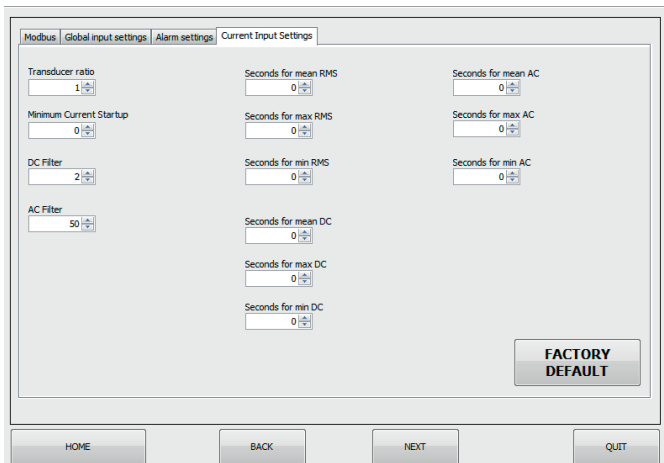 Modbus Global input settings Alarm settings Current Input Settings
Transducer ratio
1
Minimum Current Startup
0
DC Filter
2
AC Filter
50
Seconds for mean RMS
0
Seconds for max RMS
0
Seconds for min RMS
0
Seconds for mean DC
0
Seconds for max DC
0
Seconds for min DC
0
Seconds for mean AC
0
Seconds for max AC
0
Seconds for min AC
0
FACTORY
DEFAULT
HOME BACK NEXT QUIT